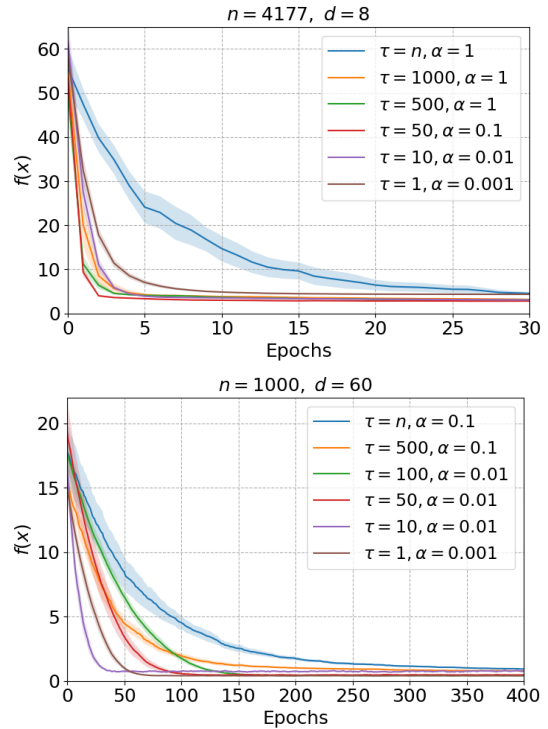 n = 4177, d = 8
f(x)
60
50
40
30
20
10
0
τ = n, α = 1
τ = 1000, α = 1
τ = 500, α = 1
τ = 50, α = 0.1
τ = 10, α = 0.01
τ = 1, α = 0.001
0 5 10 15 20 25 30
Epochs
n = 1000, d = 60
f(x)
20
15
10
5
0
τ = n, α = 0.1
τ = 500, α = 0.1
τ = 100, α = 0.01
τ = 50, α = 0.01
τ = 10, α = 0.01
τ = 1, α = 0.001
0 50 100 150 200 250 300 350 400
Epochs